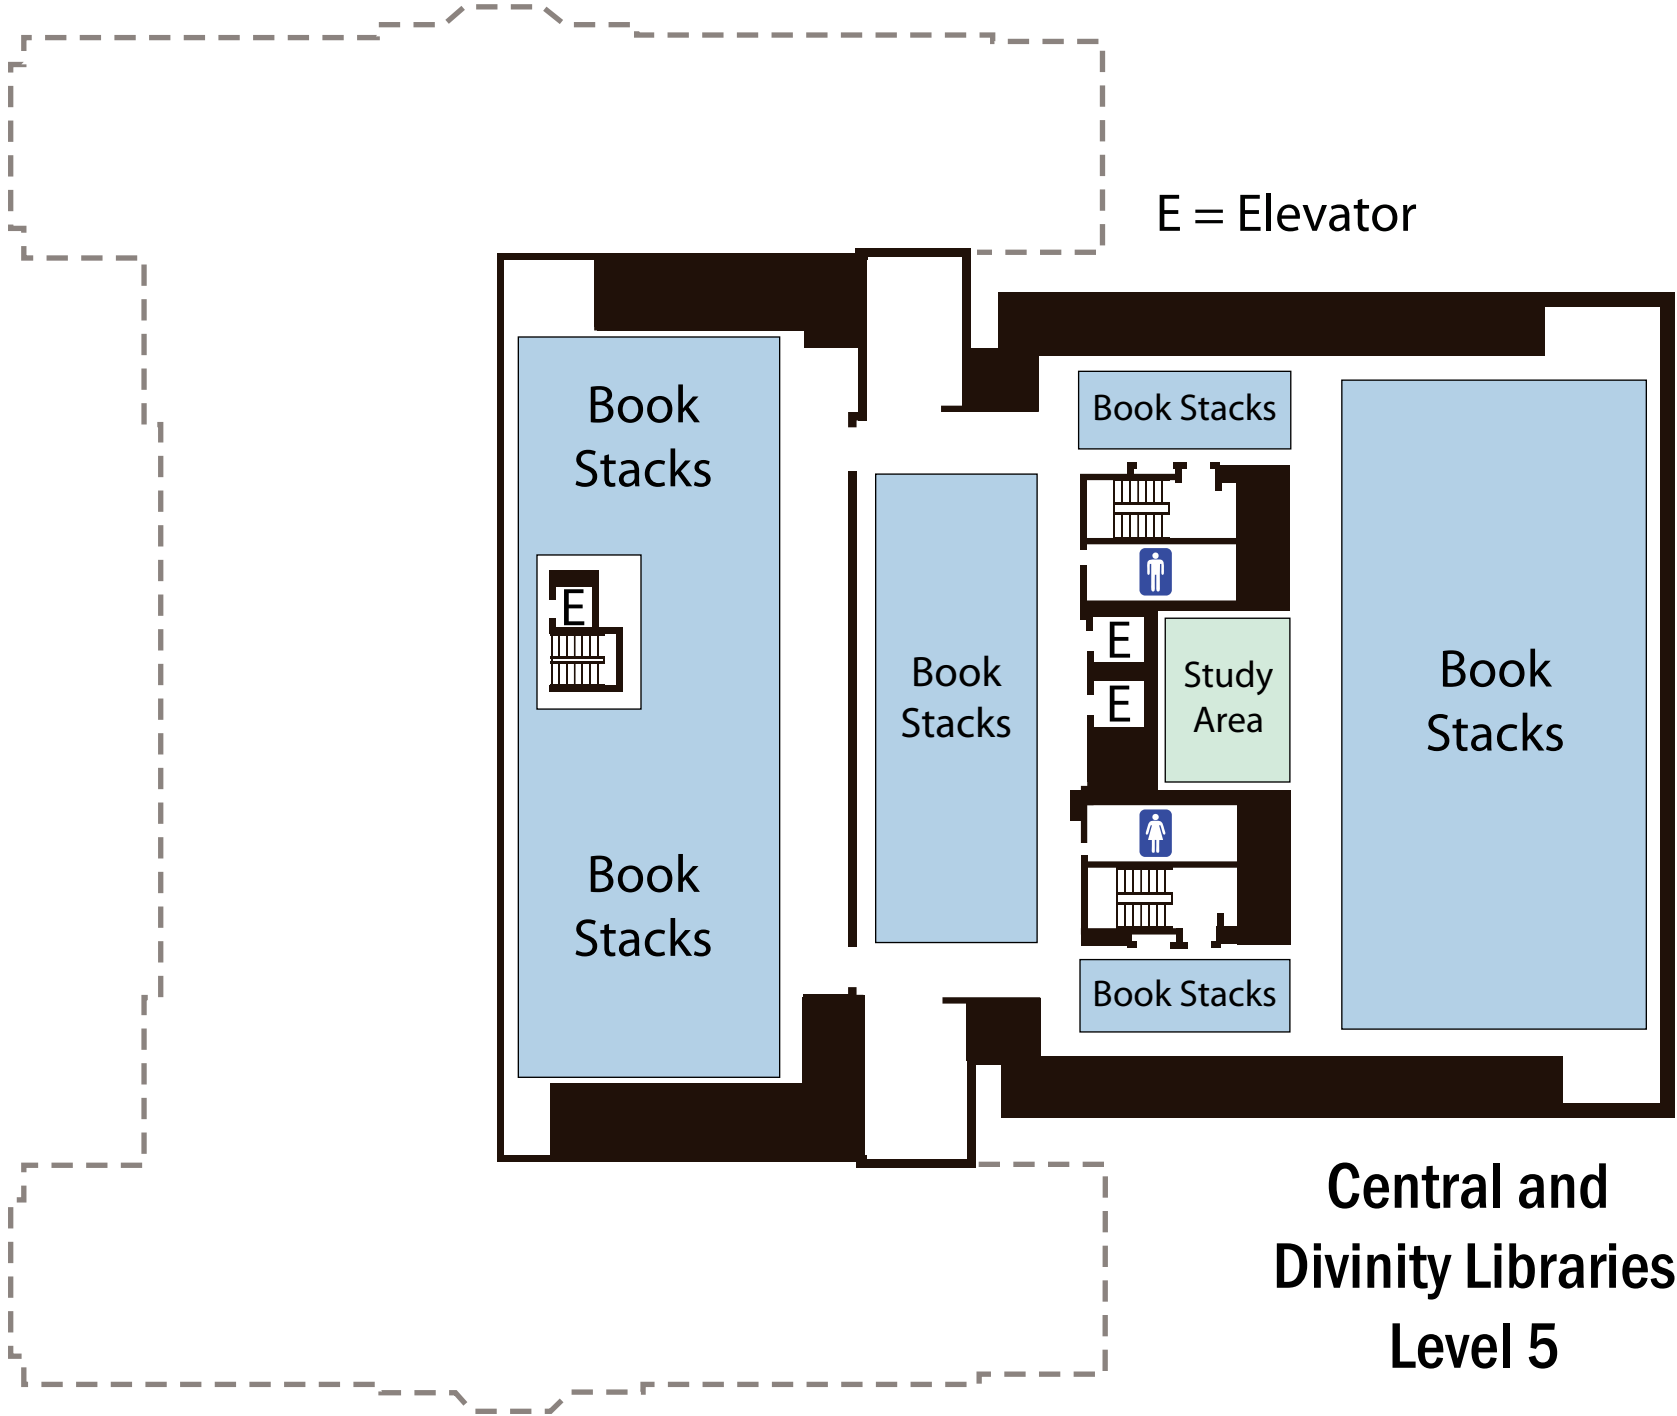 E = Elevator
Book
Stacks
Book Stacks
E
Book
Stacks
E
E
Study
Area
Book
Stacks
Book
Stacks
Book Stacks
Central and
Divinity Libraries
Level 5